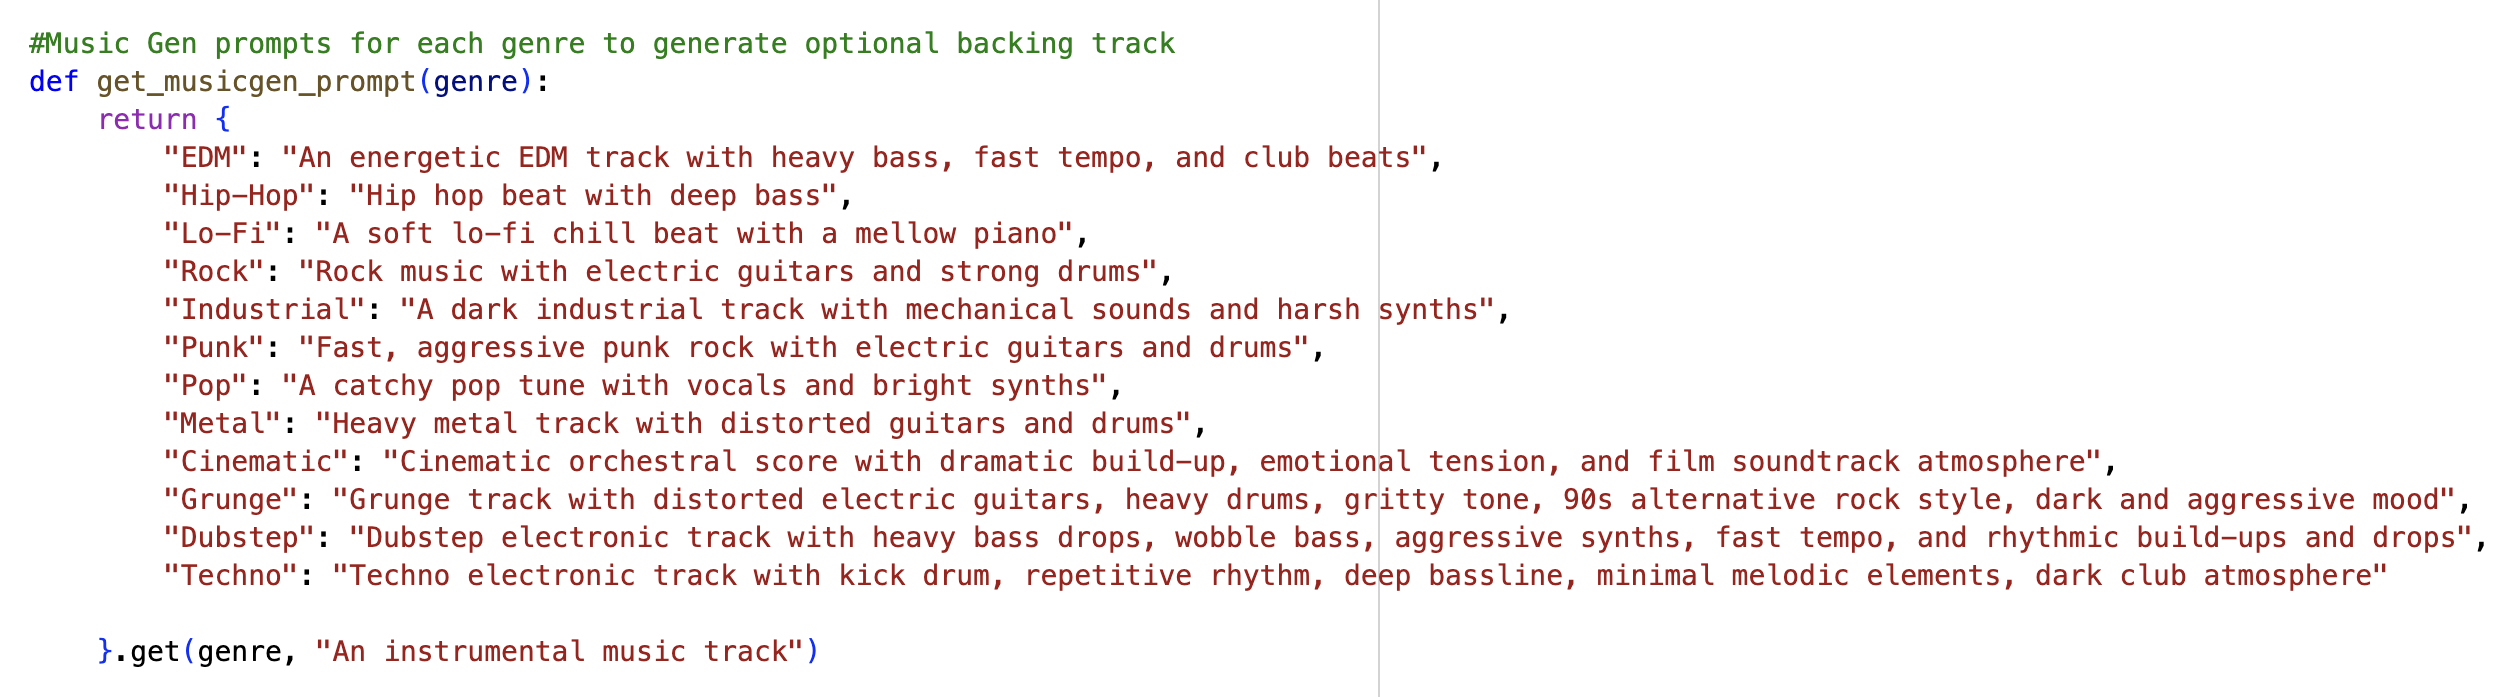 #Music Gen prompts for each genre to generate optional backing track
def get_musicgen_prompt(genre):
    return {
        "EDM": "An energetic EDM track with heavy bass, fast tempo, and club beats",
        "Hip-Hop": "Hip hop beat with deep bass",
        "Lo-Fi": "A soft lo-fi chill beat with a mellow piano",
        "Rock": "Rock music with electric guitars and strong drums",
        "Industrial": "A dark industrial track with mechanical sounds and harsh synths",
        "Punk": "Fast, aggressive punk rock with electric guitars and drums",
        "Pop": "A catchy pop tune with vocals and bright synths",
        "Metal": "Heavy metal track with distorted guitars and drums",
        "Cinematic": "Cinematic orchestral score with dramatic build-up, emotional tension, and film soundtrack atmosphere",
        "Grunge": "Grunge track with distorted electric guitars, heavy drums, gritty tone, 90s alternative rock style, dark and aggressive mood",
        "Dubstep": "Dubstep electronic track with heavy bass drops, wobble bass, aggressive synths, fast tempo, and rhythmic build-ups and drops",
        "Techno": "Techno electronic track with kick drum, repetitive rhythm, deep bassline, minimal melodic elements, dark club atmosphere"
    }.get(genre, "An instrumental music track")